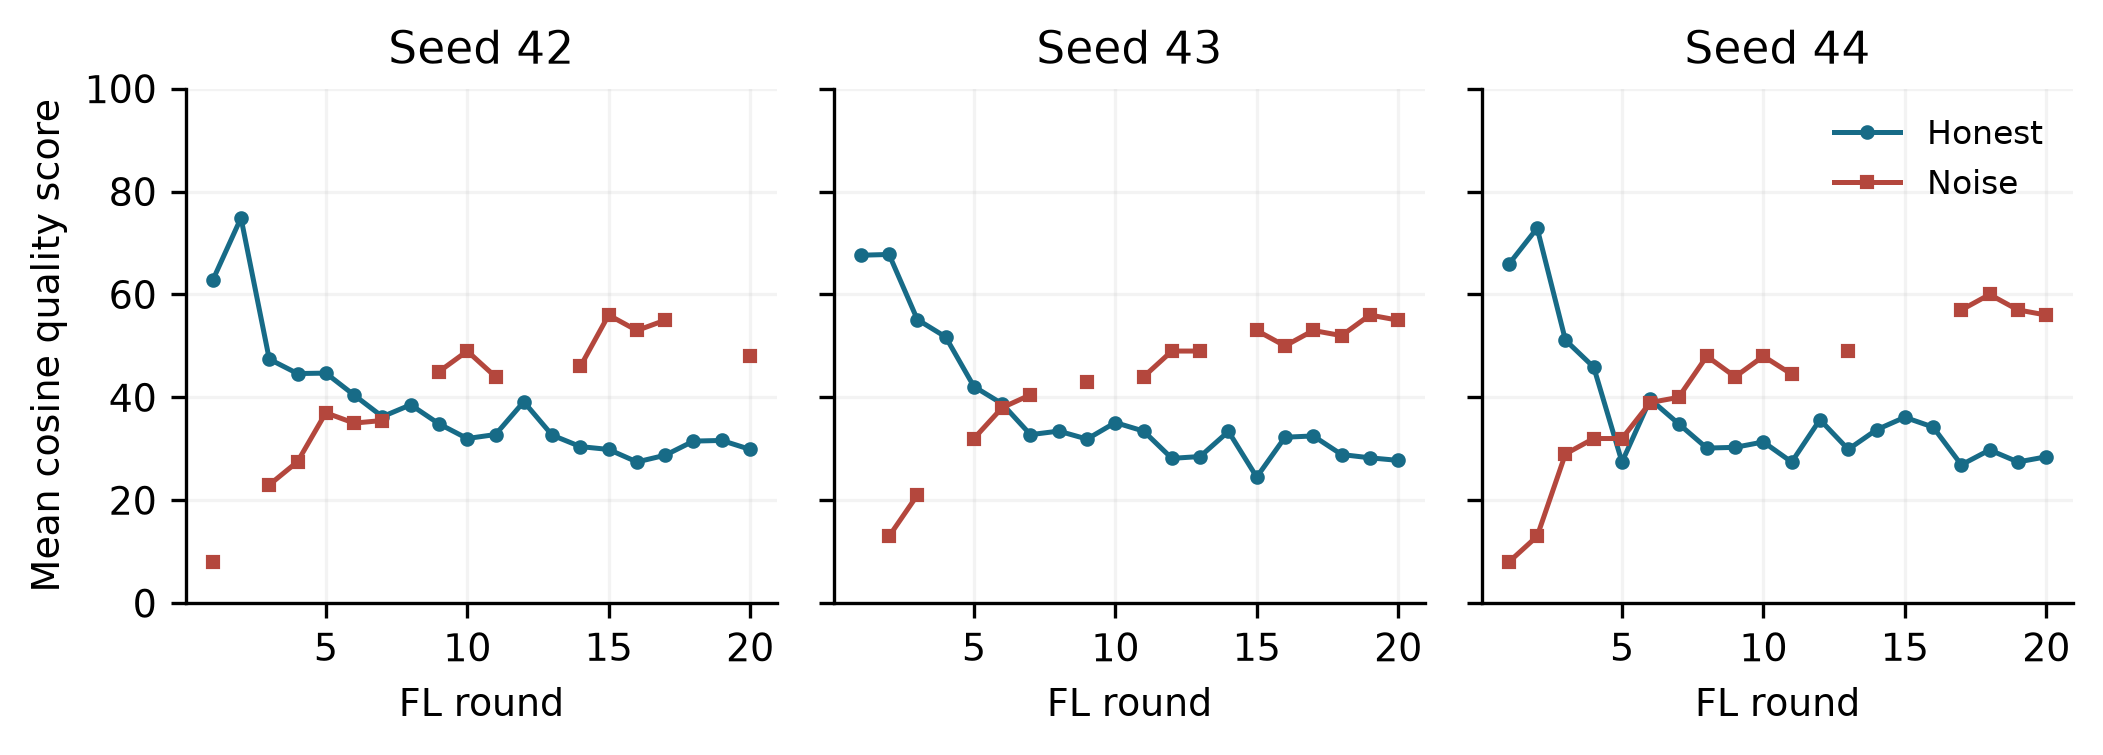 Seed 42
Seed 43
Seed 44
Mean cosine quality score
100
80
60
40
20
0
Honest
Noise
5 10 15 20
5 10 15 20
5 10 15 20
FL round
FL round
FL round